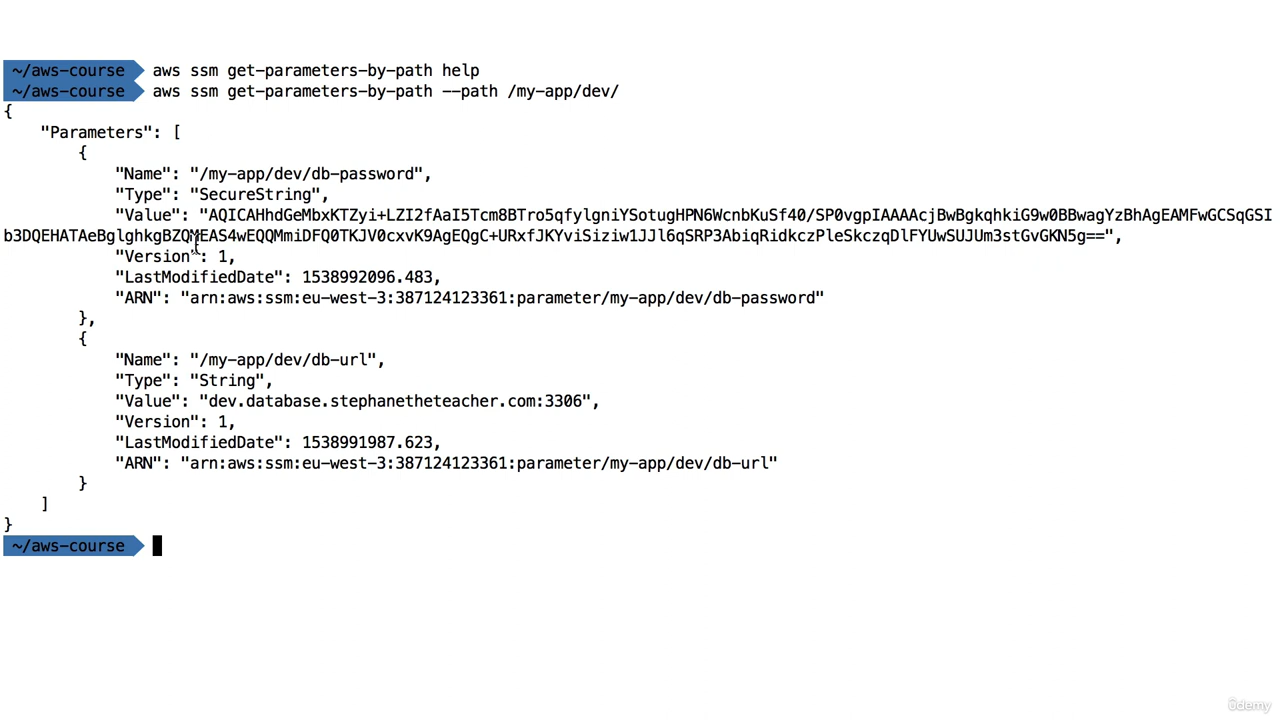 ~/aws-course aws ssm get-parameters-by-path help
~/aws-course aws ssm get-parameters-by-path --path /my-app/dev/
{
    "Parameters": [
        {
            "Name": "/my-app/dev/db-password",
            "Type": "SecureString",
            "Value": "AQICAHhdGeMbxKTZyi+LZI2fAaI5Tcm8BTro5qfylgniYSotugHPN6WcnbKuSf40/SP0vgpIAAAAcjBwBgkqhkiG9w0BBwagYzBhAgEAMFwGCSqGSI
b3DQEHATAeBglghkgBZQMEAS4wEQQMmiDFQ0TKJV0cxvK9AgEQgC+URxfJKYviSiziw1JJl6qSRP3AbiqRidkczPleSkczqDlFYUwSUJUm3stGvGKN5g==",
            "Version": 1,
            "LastModifiedDate": 1538992096.483,
            "ARN": "arn:aws:ssm:eu-west-3:387124123361:parameter/my-app/dev/db-password"
        },
        {
            "Name": "/my-app/dev/db-url",
            "Type": "String",
            "Value": "dev.database.stephanetheteacher.com:3306",
            "Version": 1,
            "LastModifiedDate": 1538991987.623,
            "ARN": "arn:aws:ssm:eu-west-3:387124123361:parameter/my-app/dev/db-url"
        }
    ]
}
~/aws-course
ûdemy